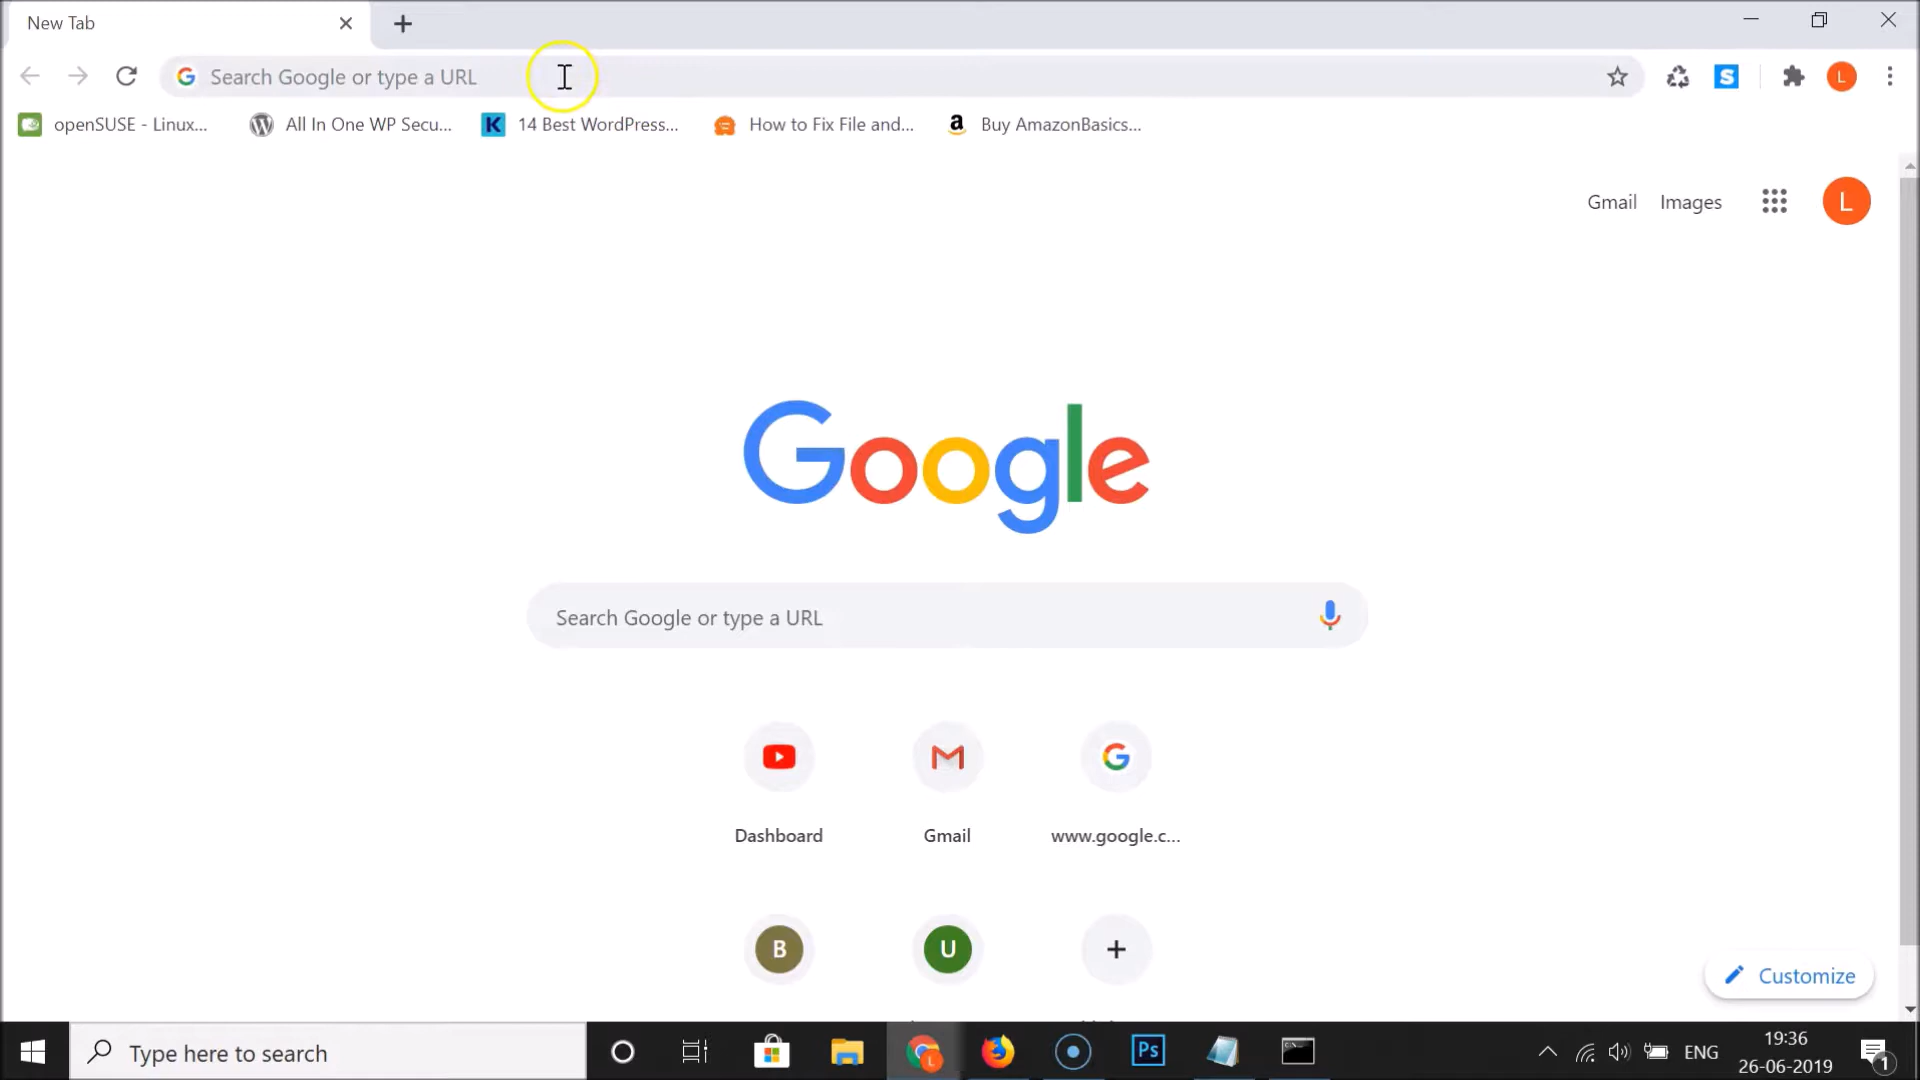 New Tab
Search Google or type a URL
S
L
openSUSE - Linux...
All In One WP Secu...
K
14 Best WordPress...
How to Fix File and...
a
Buy AmazonBasics...
Gmail
Images
L
Google
Search Google or type a URL
Dashboard
Gmail
www.google.c...
B
U
Customize
Type here to search
L
Ps
ENG
19:36
26-06-2019
1